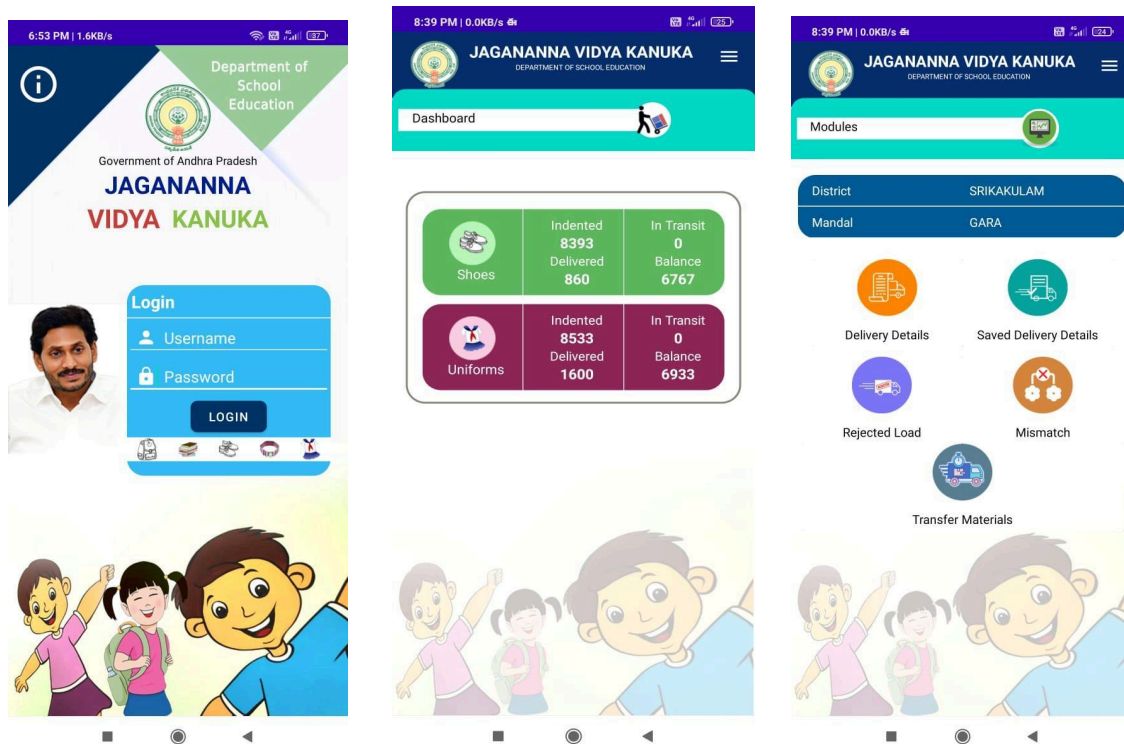 6:53 PM | 1.6KB/s
37
Department of
School
Education
Government of Andhra Pradesh
JAGANANNA
VIDYA KANUKA
Login
Username
Password
LOGIN
8:39 PM | 0.0KB/s
4G
25
JAGANANNA VIDYA KANUKA
DEPARTMENT OF SCHOOL EDUCATION
Dashboard
Indented
In Transit
8393
0
Delivered
Balance
Shoes
860
6767
Indented
In Transit
8533
0
Delivered
Balance
Uniforms
1600
6933
8:39 PM | 0.0KB/s
4G
24
JAGANANNA VIDYA KANUKA
DEPARTMENT OF SCHOOL EDUCATION
Modules
District SRIKAKULAM
Mandal GARA
Delivery Details Saved Delivery Details
Rejected Load Mismatch
Transfer Materials